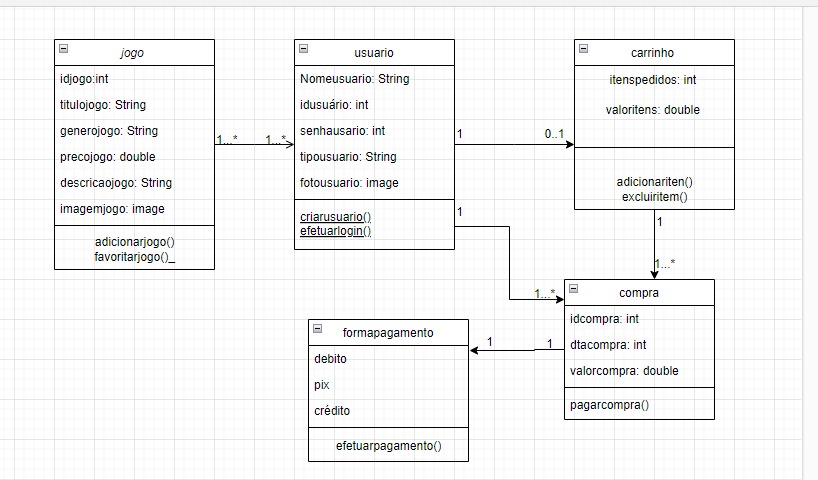 jogo
idjogo:int
titulojogo: String
generojogo: String
precojogo: double
descricaojogo: String
imagemjogo: image
adicionarjogo()
favoritarjogo()_
1...*
1...*
usuario
Nomeusuario: String
idusuário: int
senhausario: int
tipousuario: String
fotousuario: image
criarusuario()
efetuarlogin()
1
0..1
carrinho
itenspedidos: int
valoritens: double
adicionariten()
excluiritem()
1
1...*
1
1...*
compra
idcompra: int
dtacompra: int
valorcompra: double
pagarcompra()
1
1
formapagamento
debito
pix
crédito
efetuarpagamento()